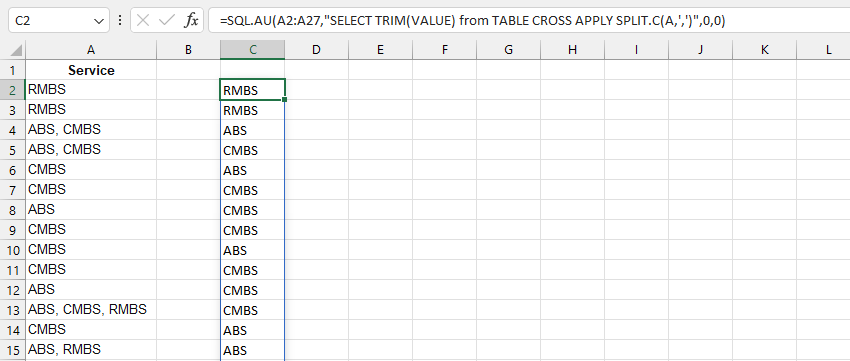 C2 =SQL.AU(A2:A27,"SELECT TRIM(VALUE) from TABLE CROSS APPLY SPLIT.C(A,',')",0,0)
A B C D E F G H I J K L
1 Service
2 RMBS RMBS
3 RMBS RMBS
4 ABS, CMBS ABS
5 ABS, CMBS CMBS
6 CMBS ABS
7 CMBS CMBS
8 ABS CMBS
9 CMBS CMBS
10 CMBS ABS
11 CMBS CMBS
12 ABS CMBS
13 ABS, CMBS, RMBS CMBS
14 CMBS ABS
15 ABS, RMBS ABS